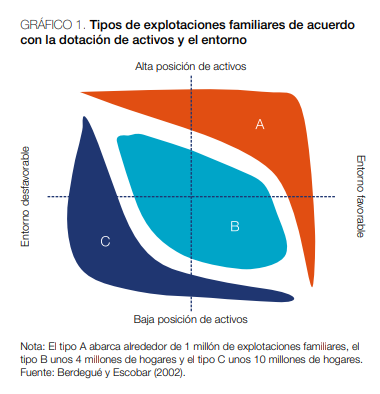 GRÁFICO 1. Tipos de explotaciones familiares de acuerdo
con la dotación de activos y el entorno
Alta posición de activos
A
Entorno desfavorable
Entorno favorable
B
C
Baja posición de activos
Nota: El tipo A abarca alrededor de 1 millón de explotaciones familiares, el
tipo B unos 4 millones de hogares y el tipo C unos 10 millones de hogares.
Fuente: Berdegué y Escobar (2002).